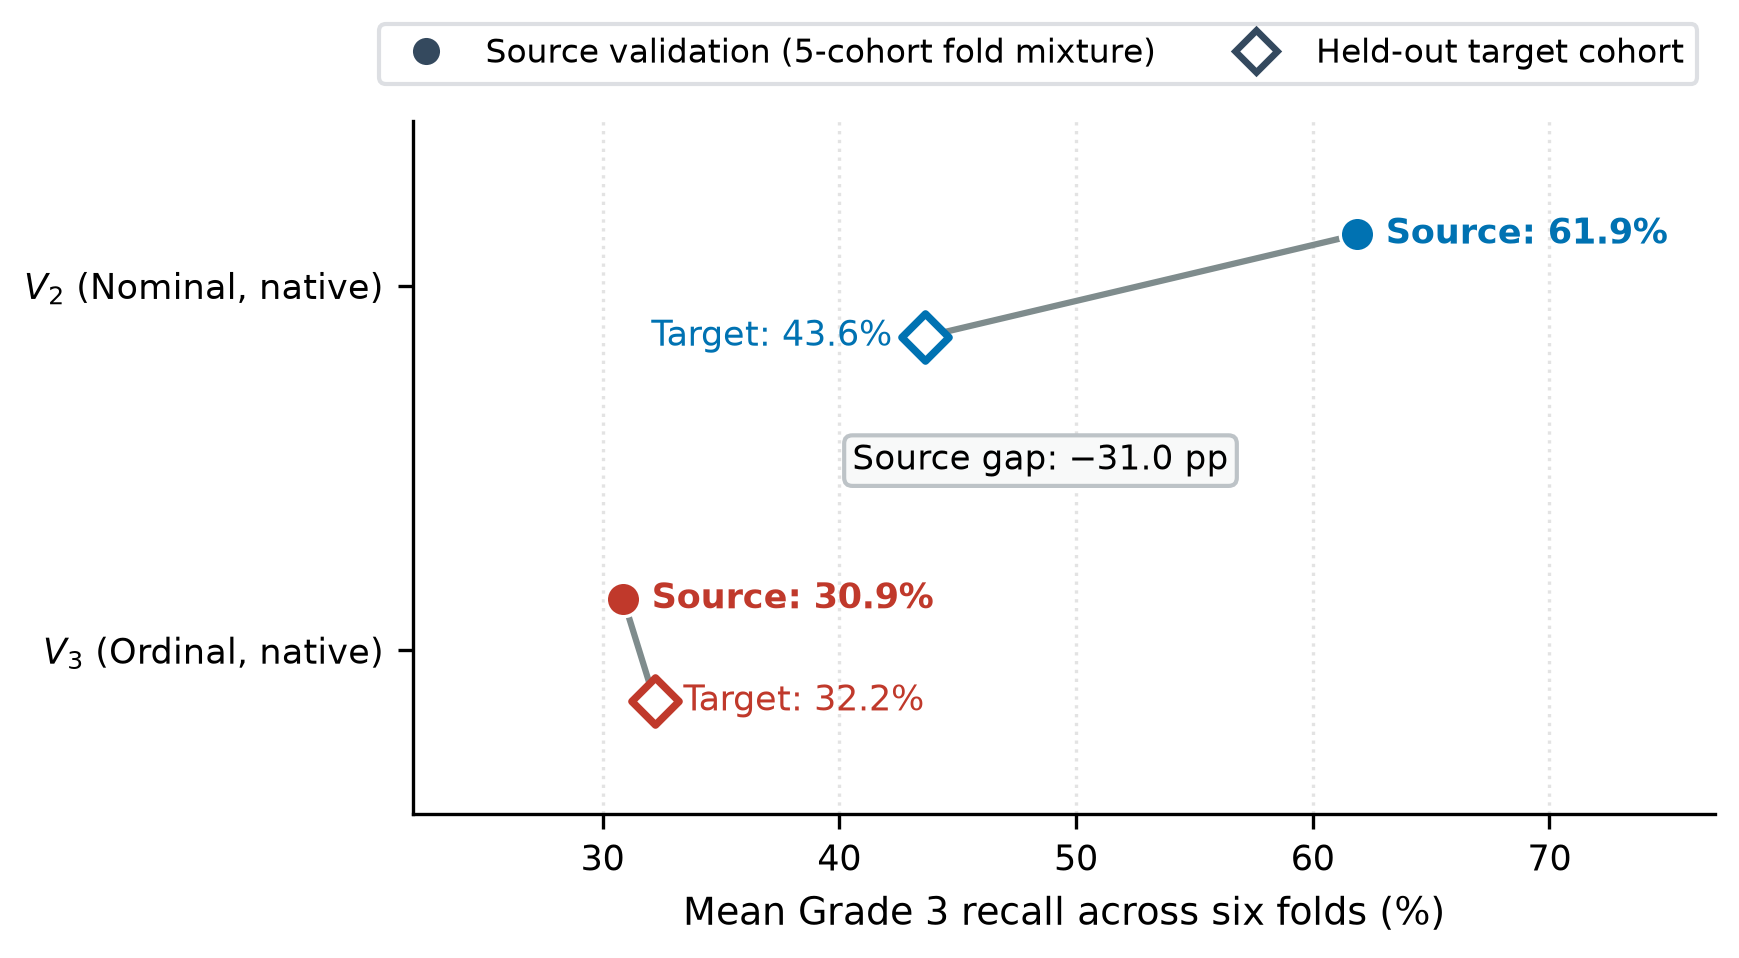 Source validation (5-cohort fold mixture)
Held-out target cohort
V₂ (Nominal, native)
Source: 61.9%
Target: 43.6%
Source gap: −31.0 pp
Source: 30.9%
V₃ (Ordinal, native)
Target: 32.2%
30 40 50 60 70
Mean Grade 3 recall across six folds (%)